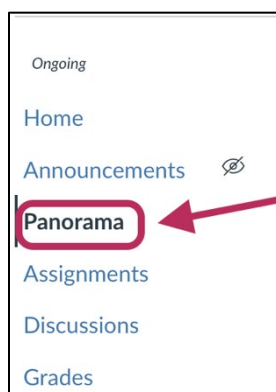 Ongoing
Home
Announcements
Panorama
Assignments
Discussions
Grades